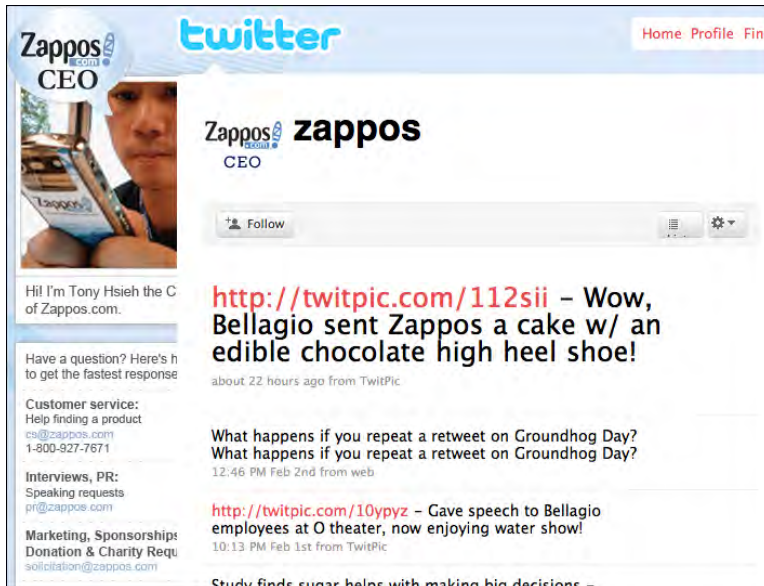 Zappos
.com
CEO
twitter
Home Profile Fin
Zappos
.com
CEO
zappos
Zappos
Follow
Hi! I'm Tony Hsieh the C
of Zappos.com.
http://twitpic.com/112sii – Wow,
Bellagio sent Zappos a cake w/ an
edible chocolate high heel shoe!
about 22 hours ago from TwitPic
Have a question? Here's h
to get the fastest response
Customer service:
Help finding a product
cs@zappos.com
1-800-927-7671
Interviews, PR:
Speaking requests
pr@zappos.com
Marketing, Sponsorships
Donation & Charity Requ
solicitation@zappos.com
What happens if you repeat a retweet on Groundhog Day?
What happens if you repeat a retweet on Groundhog Day?
12:46 PM Feb 2nd from web
http://twitpic.com/10ypyz – Gave speech to Bellagio
employees at O theater, now enjoying water show!
10:13 PM Feb 1st from TwitPic
Study finds sugar helps with making big decisions –